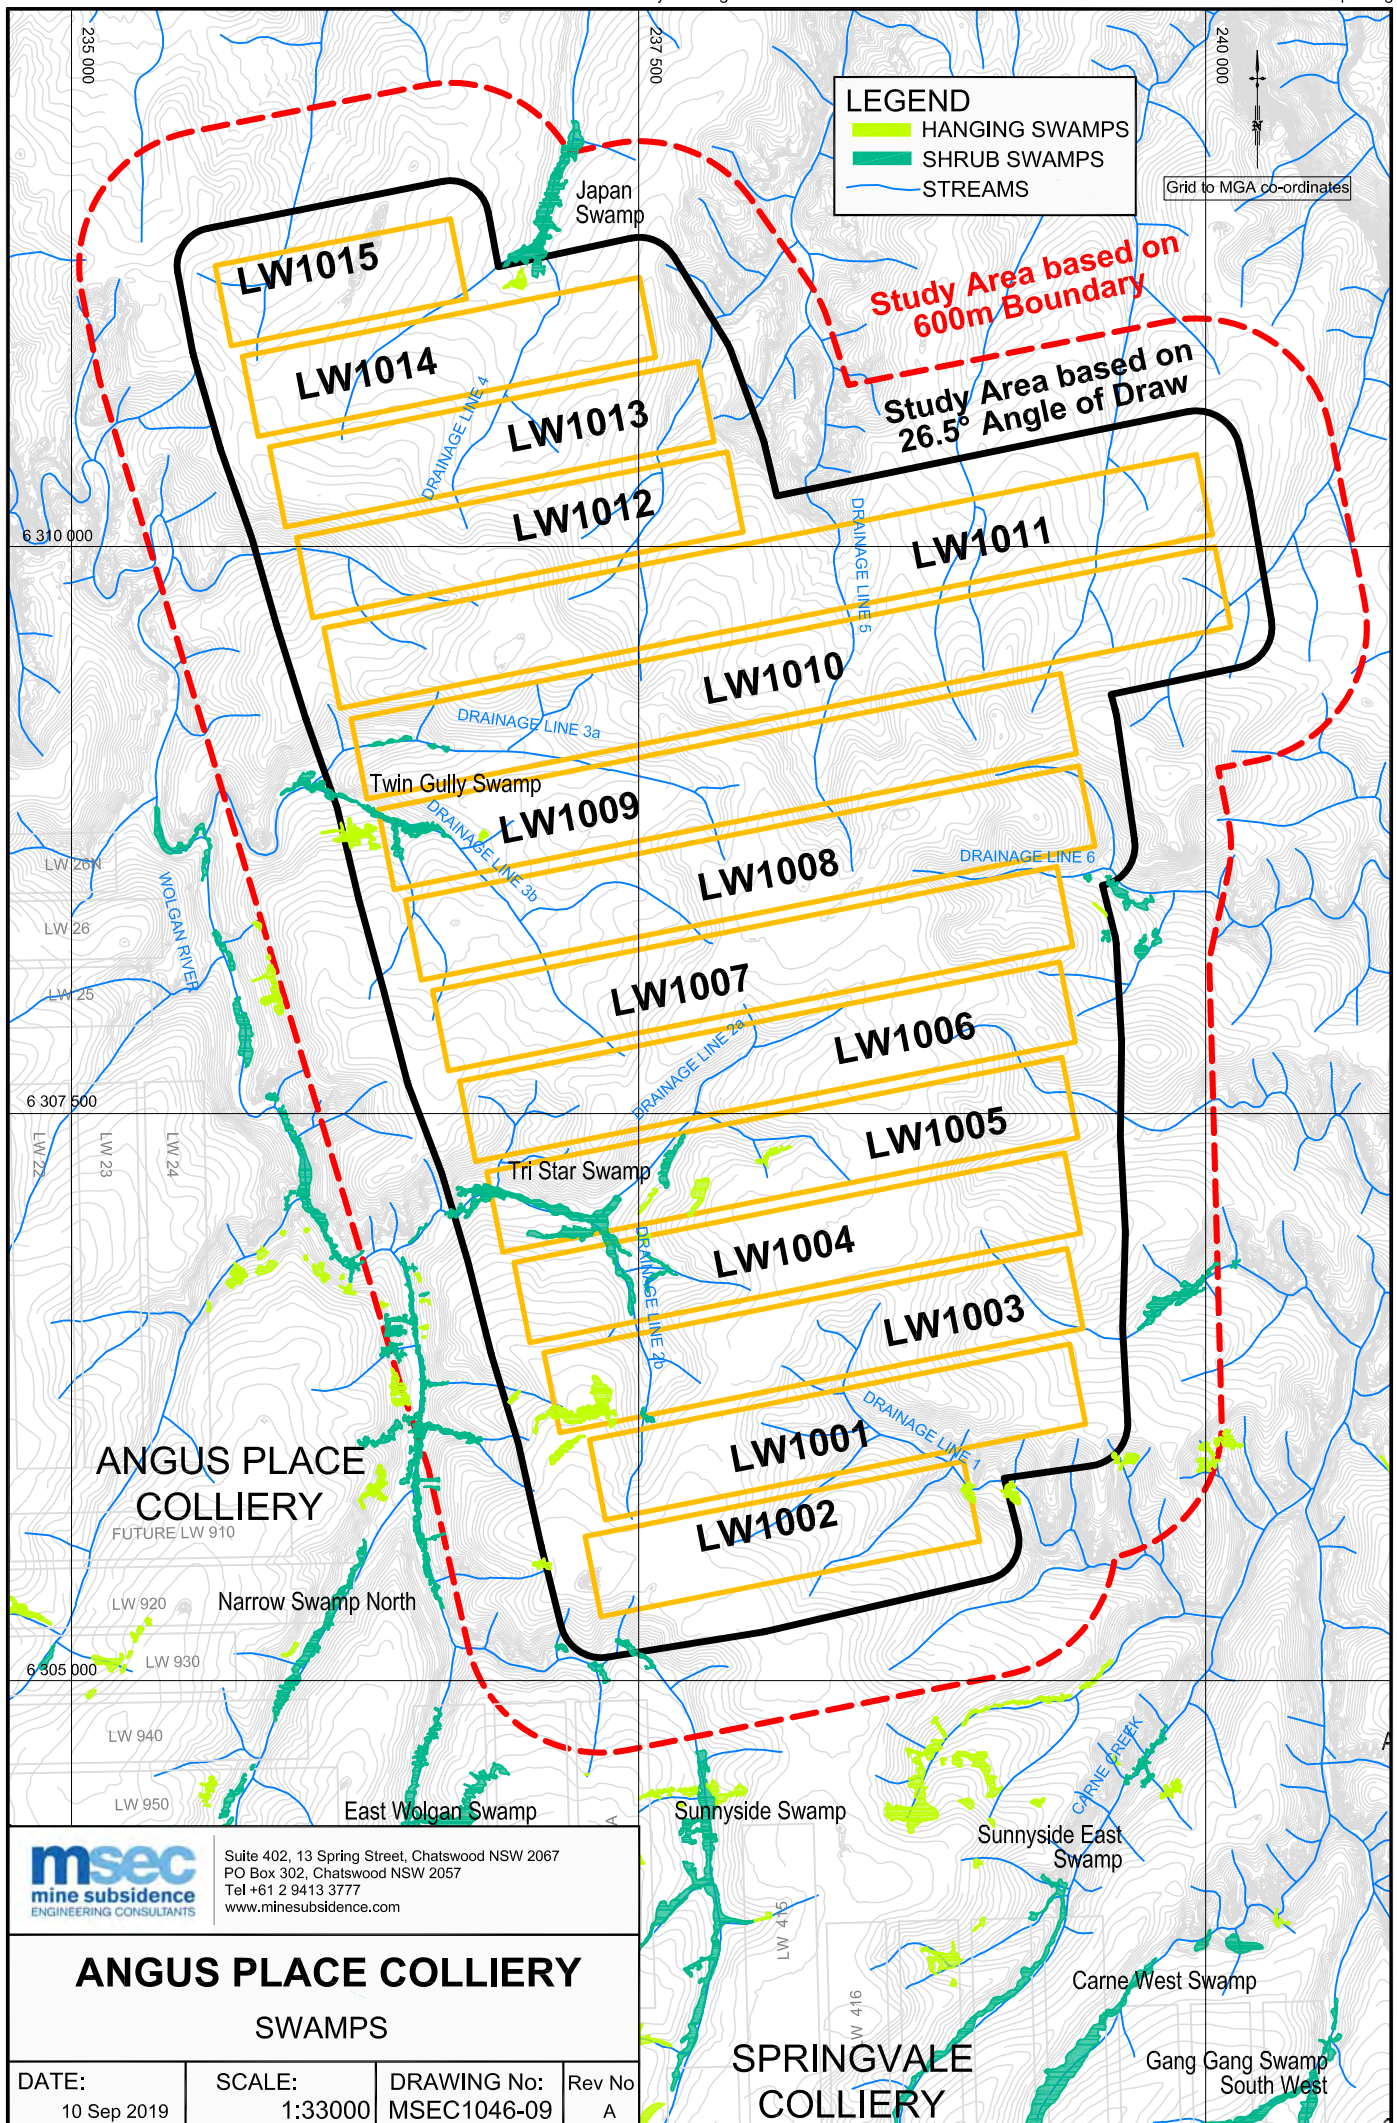 235 000
237 500
240 000
LEGEND
HANGING SWAMPS
SHRUB SWAMPS
STREAMS
N
Grid to MGA co-ordinates
Japan
Swamp
Study Area based on
600m Boundary
Study Area based on
26.5° Angle of Draw
LW1015
LW1014
DRAINAGE LINE 4
LW1013
LW1012
LW1011
DRAINAGE LINE 5
6 310 000
LW1010
DRAINAGE LINE 3a
Twin Gully Swamp
LW1009
DRAINAGE LINE 3b
LW1008
DRAINAGE LINE 6
LW 26N
LW 26
LW 25
WOLGAN RIVER
LW1007
LW1006
DRAINAGE LINE 2a
6 307 500
LW 22
LW 23
LW 24
LW1005
Tri Star Swamp
LW1004
DRAINAGE LINE 2b
LW1003
DRAINAGE LINE 1
LW1001
LW1002
ANGUS PLACE
COLLIERY
FUTURE LW 910
LW 920
Narrow Swamp North
LW 930
6 305 000
LW 940
LW 950
East Wolgan Swamp
Sunnyside Swamp
CARNE CREEK
Sunnyside East
Swamp
A
A
LW 415
LW 416
Carne West Swamp
Gang Gang Swamp
South West
SPRINGVALE
COLLIERY
msec
mine subsidence
ENGINEERING CONSULTANTS
Suite 402, 13 Spring Street, Chatswood NSW 2067
PO Box 302, Chatswood NSW 2057
Tel +61 2 9413 3777
www.minesubsidence.com
ANGUS PLACE COLLIERY
SWAMPS
DATE:
10 Sep 2019
SCALE:
1:33000
DRAWING No:
MSEC1046-09
Rev No
A